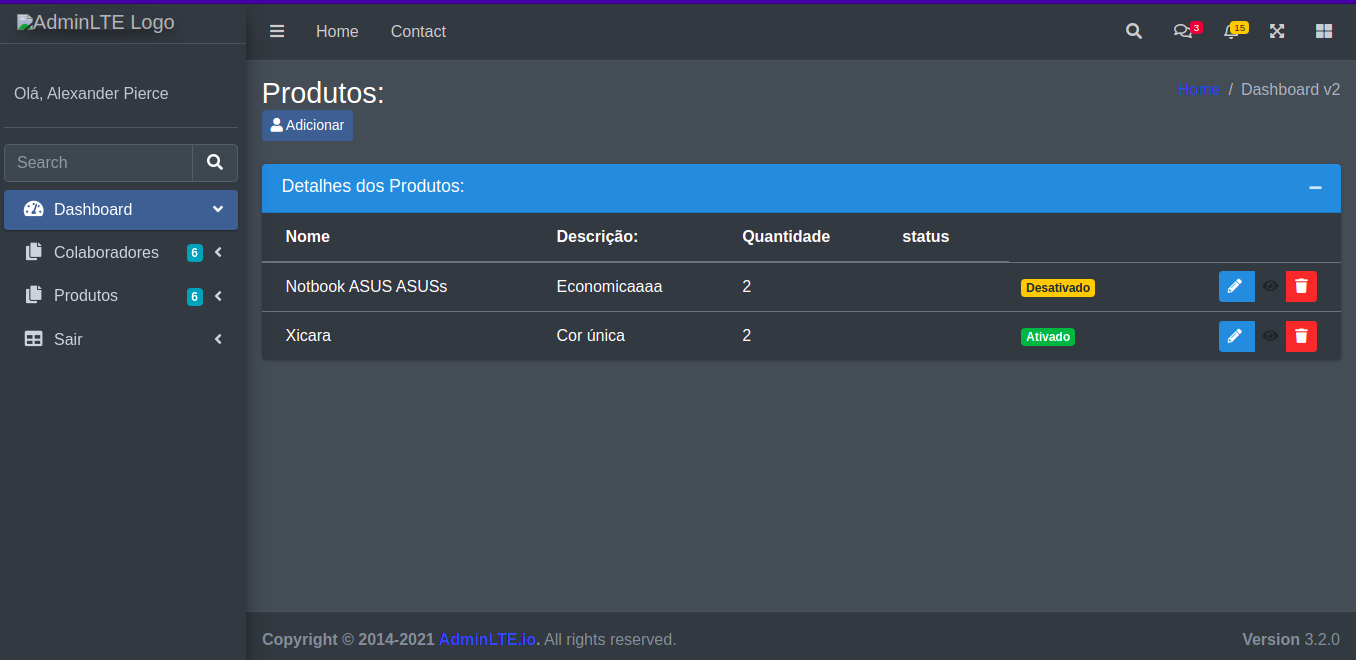 AdminLTE Logo
Home Contact 3 15
Olá, Alexander Pierce
Search
Dashboard
Colaboradores 6
Produtos 6
Sair
Produtos:
Home / Dashboard v2
Adicionar
Detalhes dos Produtos:
Nome Descrição: Quantidade status
Notbook ASUS ASUSs Economicaaaa 2 Desativado
Xicara Cor única 2 Ativado
Copyright © 2014-2021 AdminLTE.io. All rights reserved. Version 3.2.0